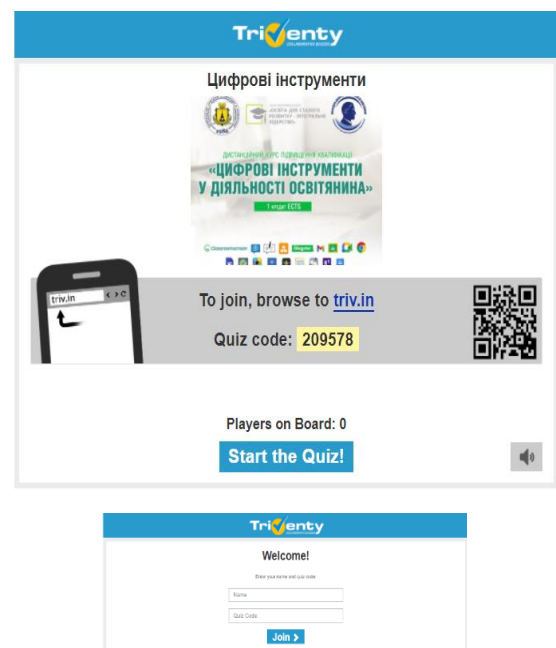 Triventy
Цифрові інструменти
1921
ДИСТАНЦІЙНИЙ КУРС ПІДВИЩЕННЯ КВАЛІФІКАЦІЇ
«ЦИФРОВІ ІНСТРУМЕНТИ
У ДІЯЛЬНОСТІ ОСВІТЯНИНА»
1 кредит ECTS
triv.in
To join, browse to triv.in
Quiz code: 209578
Players on Board: 0
Start the Quiz!
Triventy
Welcome!
Enter your name and quiz code
Name
Quiz Code
Join >